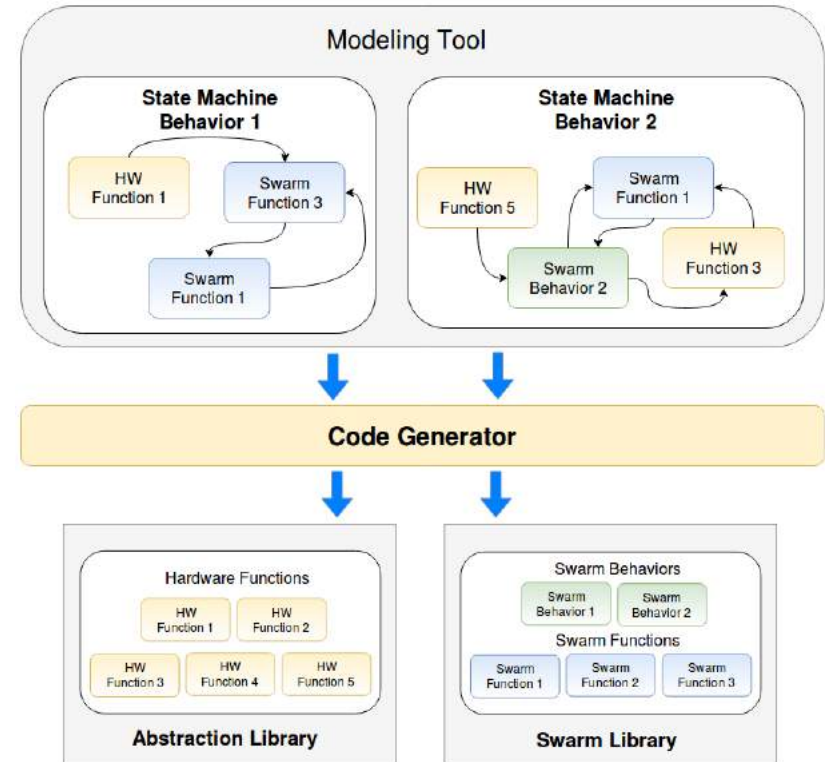 Modeling Tool
State Machine
Behavior 1
HW
Function 1
Swarm
Function 3
Swarm
Function 1
State Machine
Behavior 2
HW
Function 5
Swarm
Function 1
Swarm
Behavior 2
HW
Function 3
Code Generator
Hardware Functions
HW
Function 1
HW
Function 2
HW
Function 3
HW
Function 4
HW
Function 5
Abstraction Library
Swarm Behaviors
Swarm
Behavior 1
Swarm
Behavior 2
Swarm Functions
Swarm
Function 1
Swarm
Function 2
Swarm
Function 3
Swarm Library